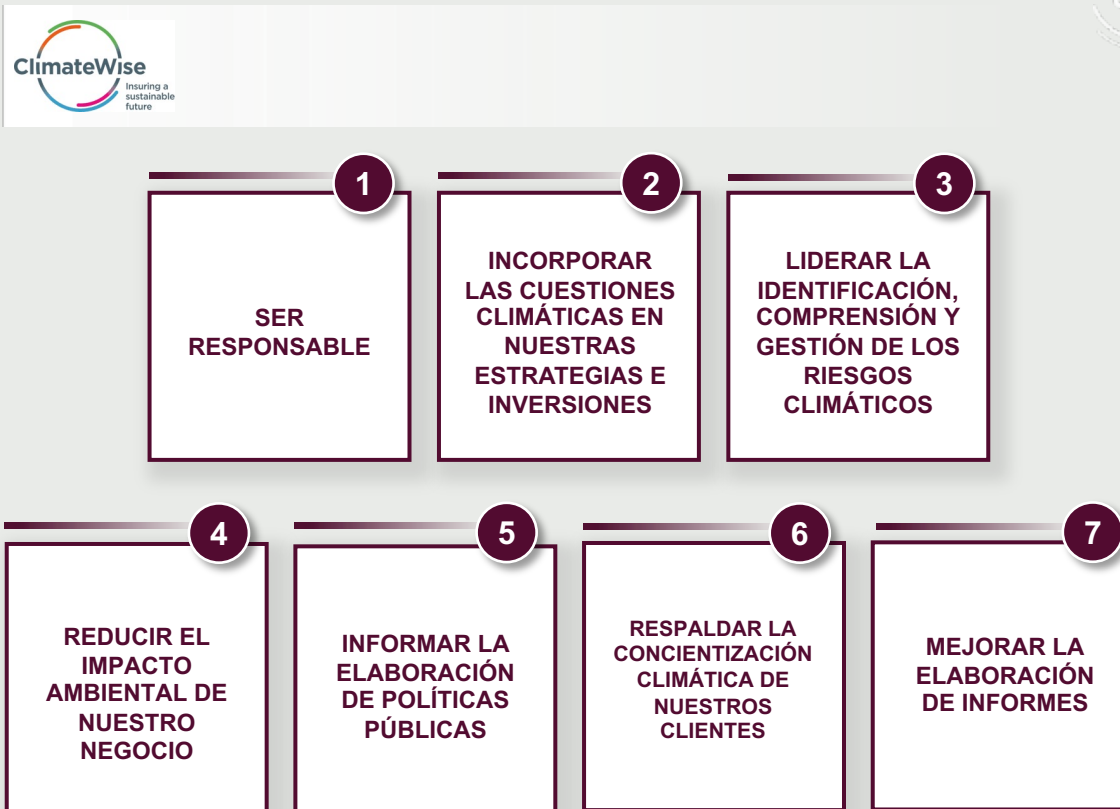 ClimateWise
Insuring a
sustainable
future
1
SER
RESPONSABLE
2
INCORPORAR
LAS CUESTIONES
CLIMÁTICAS EN
NUESTRAS
ESTRATEGIAS E
INVERSIONES
3
LIDERAR LA
IDENTIFICACIÓN,
COMPRENSIÓN Y
GESTIÓN DE LOS
RIESGOS
CLIMÁTICOS
4
REDUCIR EL
IMPACTO
AMBIENTAL DE
NUESTRO
NEGOCIO
5
INFORMAR LA
ELABORACIÓN
DE POLÍTICAS
PÚBLICAS
6
RESPALDAR LA
CONCIENTIZACIÓN
CLIMÁTICA DE
NUESTROS
CLIENTES
7
MEJORAR LA
ELABORACIÓN
DE INFORMES